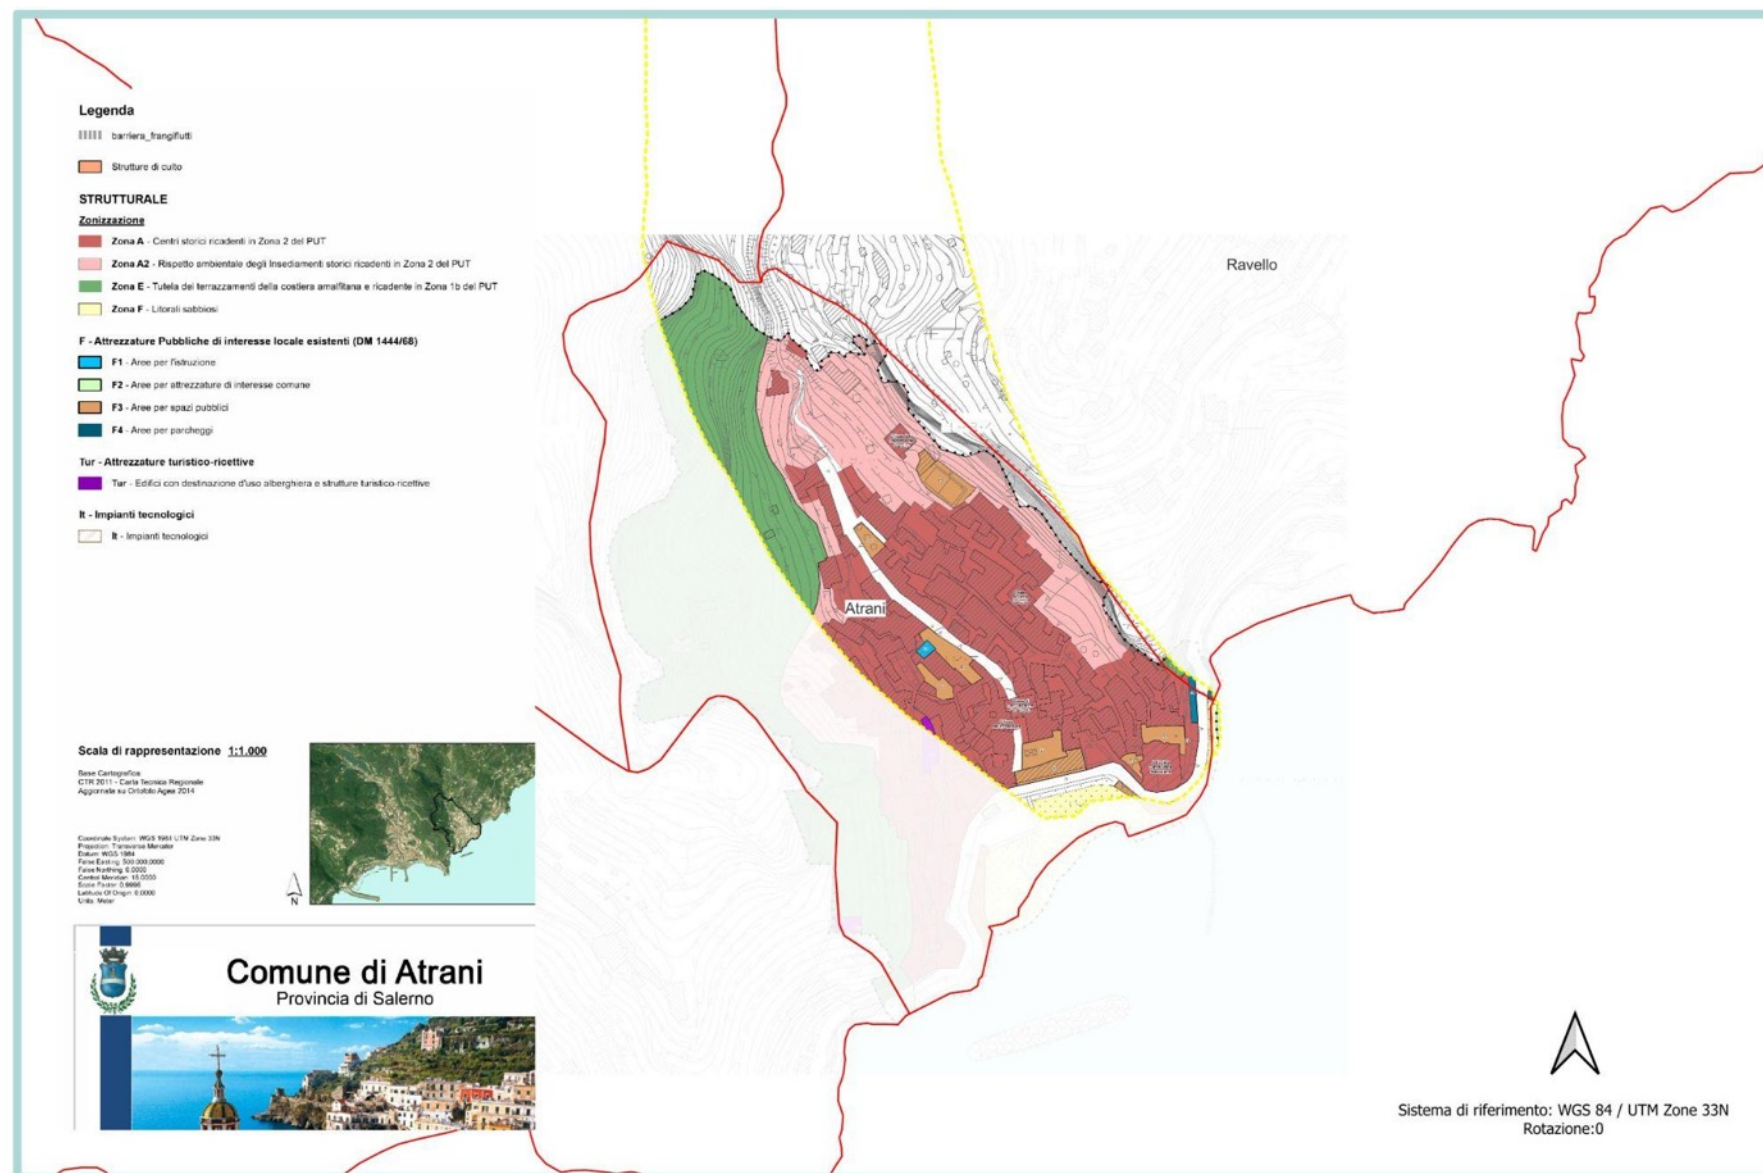 Legenda
barriera_frangiflutti
Strutture di culto
STRUTTURALE
Zonizzazione
Zona A - Centri storici ricadenti in Zona 2 del PUT
Zona A2 - Rispetto ambientale degli Insediamenti storici ricadenti in Zona 2 del PUT
Zona E - Tutela dei terrazzamenti della costiera amalfitana e ricadente in Zona 1b del PUT
Zona F - Litorali sabbiosi
F - Attrezzature Pubbliche di interesse locale esistenti (DM 1444/68)
F1 - Aree per l'istruzione
F2 - Aree per attrezzature di interesse comune
F3 - Aree per spazi pubblici
F4 - Aree per parcheggi
Tur - Attrezzature turistico-ricettive
Tur - Edifici con destinazione d'uso alberghiera e strutture turistico-ricettive
It - Impianti tecnologici
It - Impianti tecnologici
Ravello
Atrani
Scala di rappresentazione 1:1.000
Base Cartografica
CTR 2011 - Carta Tecnica Regionale
Aggiornata su Ortofoto Agea 2014
Coordinate System: WGS 1984 UTM Zone 33N
Projection: Transverse Mercator
Datum: WGS 1984
False Easting: 500.000,0000
False Northing: 0,0000
Central Meridian: 15,0000
Scale Factor: 0,9996
Latitude Of Origin: 0,0000
Units: Meter
N
Comune di Atrani
Provincia di Salerno
Sistema di riferimento: WGS 84 / UTM Zone 33N
Rotazione:0